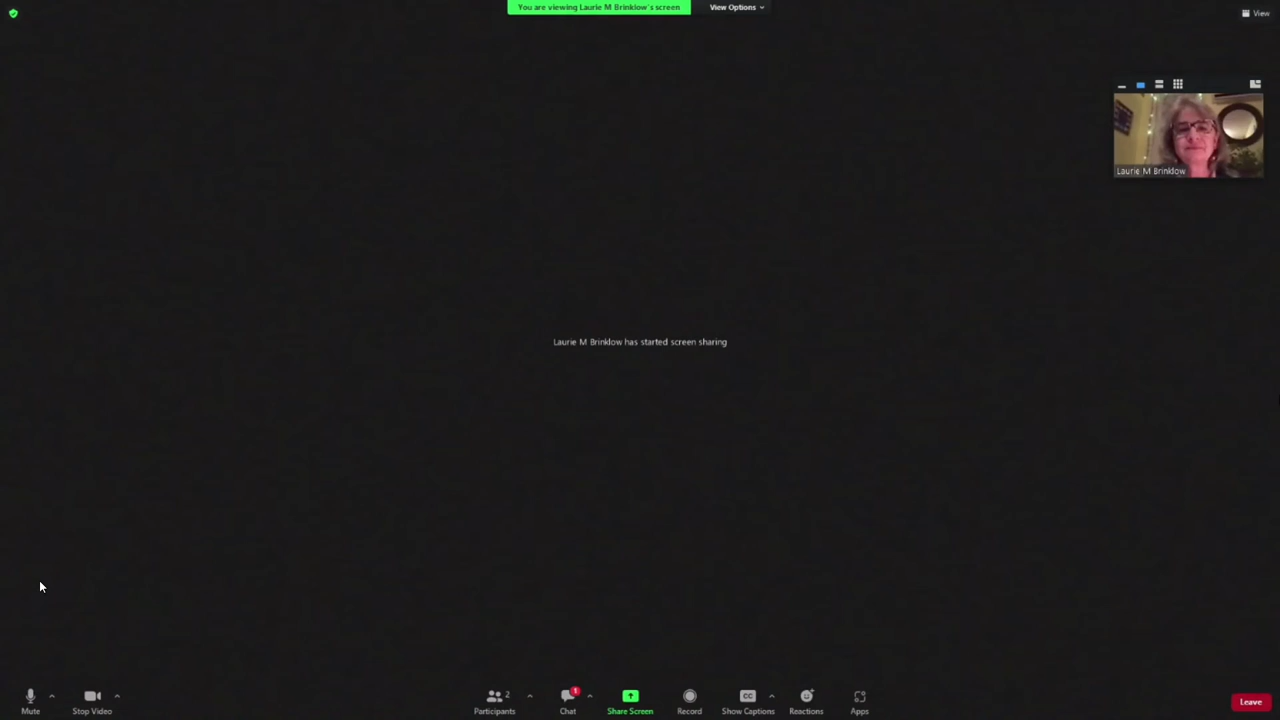 You are viewing Laurie M Brinklow's screen
View Options
View
Laurie M Brinklow
Laurie M Brinklow has started screen sharing
Mute
Stop Video
2
Participants
1
Chat
Share Screen
Record
CC
Show Captions
Reactions
Apps
Leave